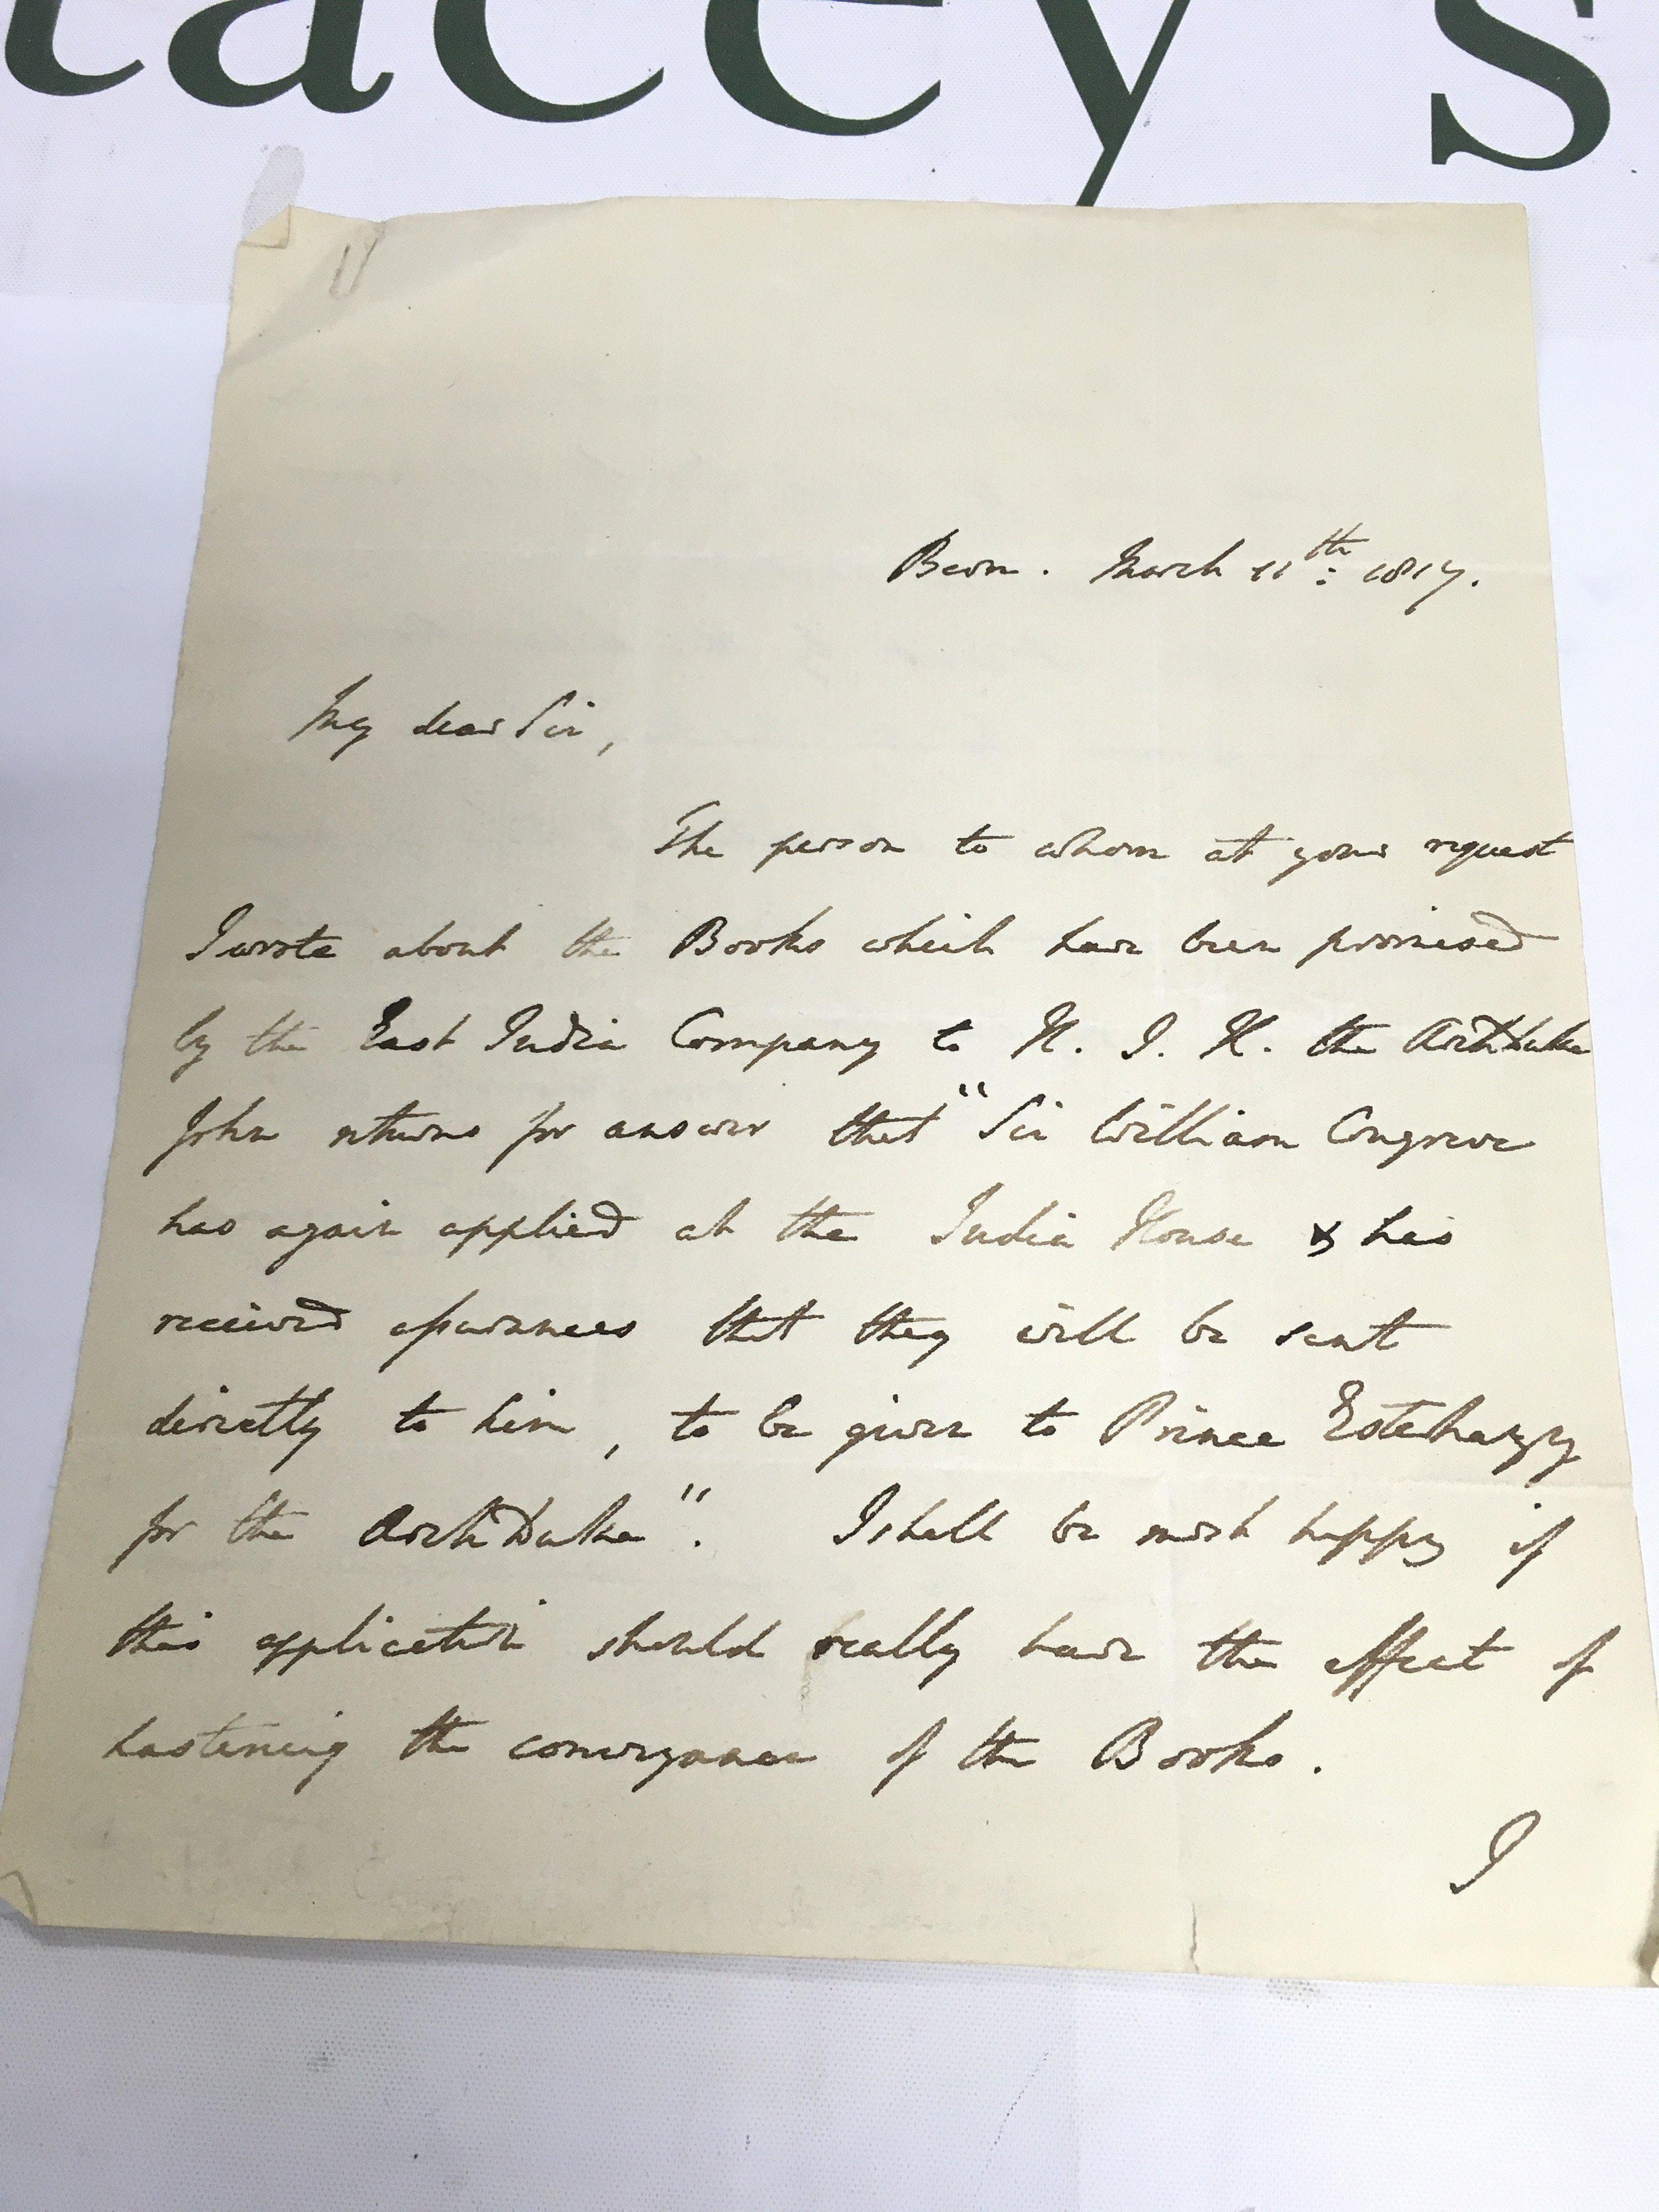 tacey's
11
Bern. March 11th: 1817.
My dear Sir,
The person to whom at your request
I wrote about the Books which have been promised
by the East India Company to H. I. H. the ArchDuke
John returns for answer that "Sir William Congreve
has again applied at the India House & has
received assurances that they will be sent
directly to him, to be given to Prince Esterhazy
for the ArchDuke". I shall be most happy if
this application should really have the effect of
hastening the conveyance of the Books.
I